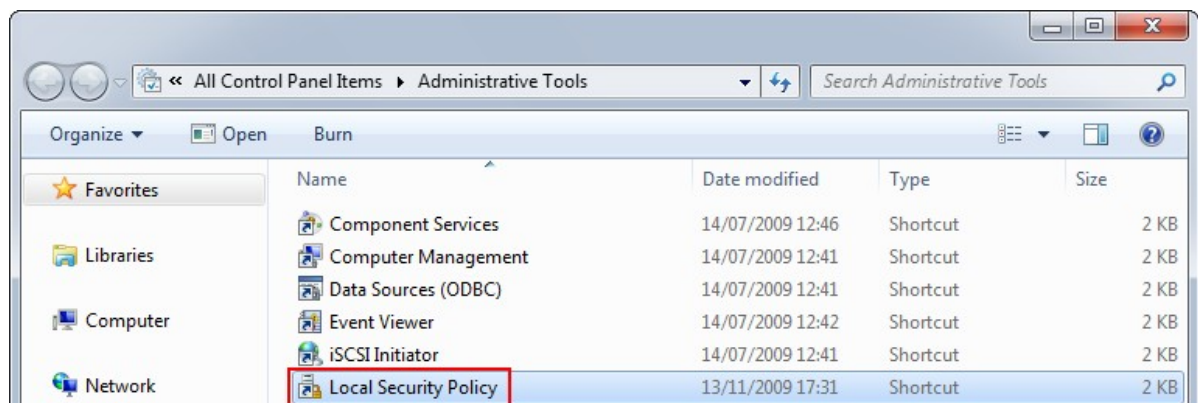 « All Control Panel Items ▸ Administrative Tools Search Administrative Tools
Organize Open Burn
Name Date modified Type Size
Favorites
Component Services 14/07/2009 12:46 Shortcut 2 KB
Libraries Computer Management 14/07/2009 12:41 Shortcut 2 KB
Data Sources (ODBC) 14/07/2009 12:41 Shortcut 2 KB
Computer Event Viewer 14/07/2009 12:42 Shortcut 2 KB
iSCSI Initiator 14/07/2009 12:41 Shortcut 2 KB
Network Local Security Policy 13/11/2009 17:31 Shortcut 2 KB